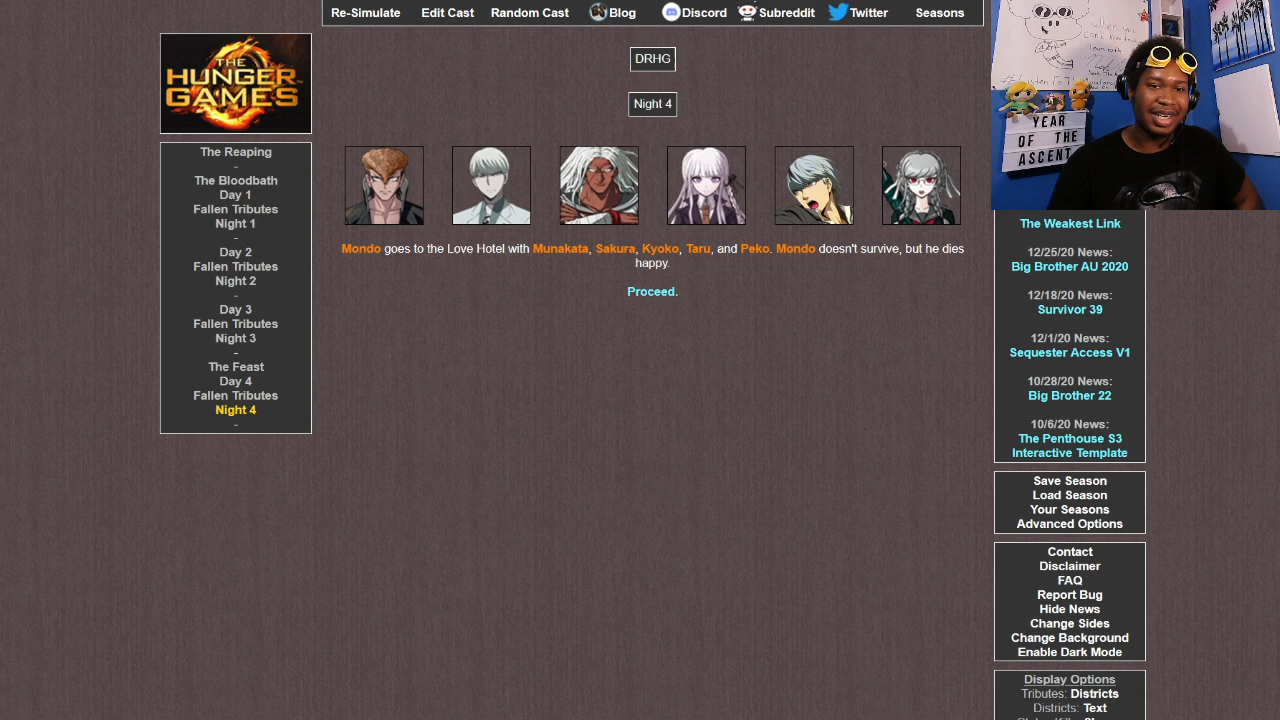 Re-Simulate Edit Cast Random Cast Blog Discord Subreddit Twitter Seasons
THE
HUNGER
GAMES
The Reaping
-
The Bloodbath
Day 1
Fallen Tributes
Night 1
-
Day 2
Fallen Tributes
Night 2
-
Day 3
Fallen Tributes
Night 3
-
The Feast
Day 4
Fallen Tributes
Night 4
-
DRHG
Night 4
Mondo goes to the Love Hotel with Munakata, Sakura, Kyoko, Taru, and Peko. Mondo doesn't survive, but he dies
happy.
Proceed.
YEAR
OF THE
ASCENT
The Weakest Link
12/25/20 News:
Big Brother AU 2020
12/18/20 News:
Survivor 39
12/1/20 News:
Sequester Access V1
10/28/20 News:
Big Brother 22
10/6/20 News:
The Penthouse S3
Interactive Template
Save Season
Load Season
Your Seasons
Advanced Options
Contact
Disclaimer
FAQ
Report Bug
Hide News
Change Sides
Change Background
Enable Dark Mode
Display Options
Tributes: Districts
Districts: Text